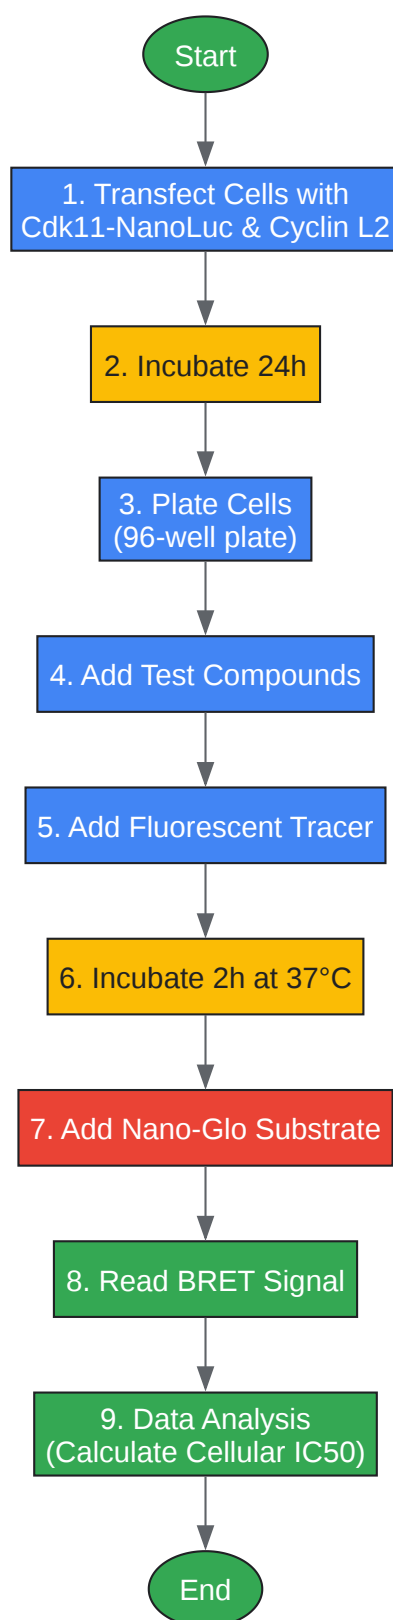 Start
1. Transfect Cells with
Cdk11-NanoLuc & Cyclin L2
2. Incubate 24h
3. Plate Cells
(96-well plate)
4. Add Test Compounds
5. Add Fluorescent Tracer
6. Incubate 2h at 37°C
7. Add Nano-Glo Substrate
8. Read BRET Signal
9. Data Analysis
(Calculate Cellular IC50)
End